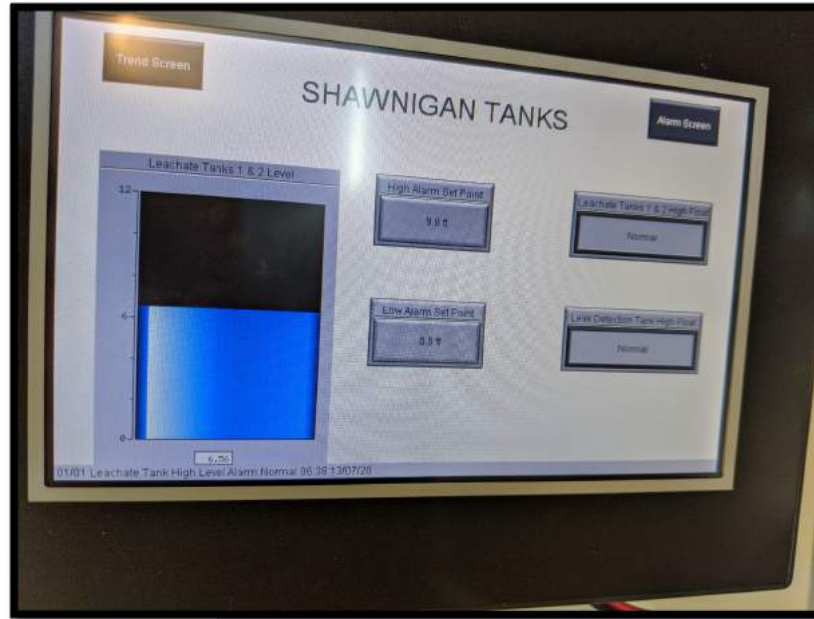 Trend Screen
SHAWNIGAN TANKS
Alarm Screen
Leachate Tanks 1 & 2 Level
12
6
0
6.56
High Alarm Set Point
9.0 ft
Low Alarm Set Point
0.0 ft
Leachate Tanks 1 & 2 High Float
Normal
Leak Detection Tank High Float
Normal
01/01 Leachate Tank High Level Alarm:Normal 06:38 13/07/20